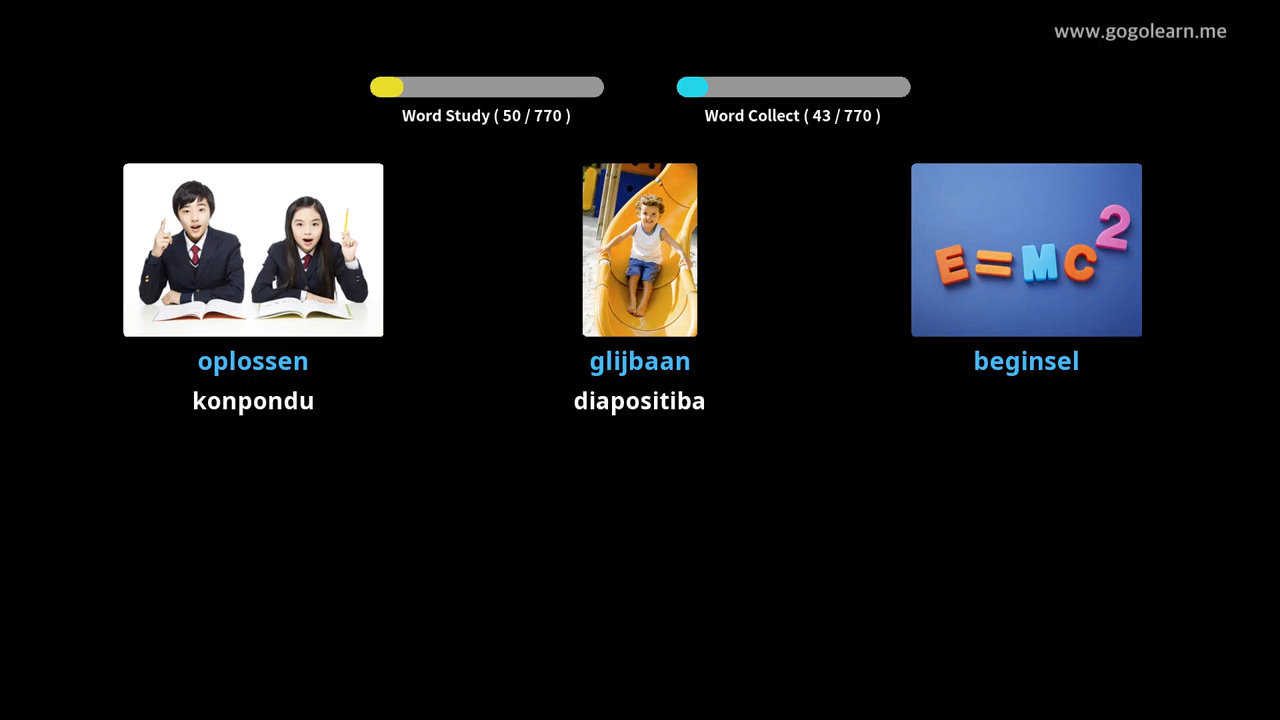 www.gogolearn.me
Word Study ( 50 / 770 )
Word Collect ( 43 / 770 )
E=MC2
oplossen
glijbaan
beginsel
konpondu
diapositiba